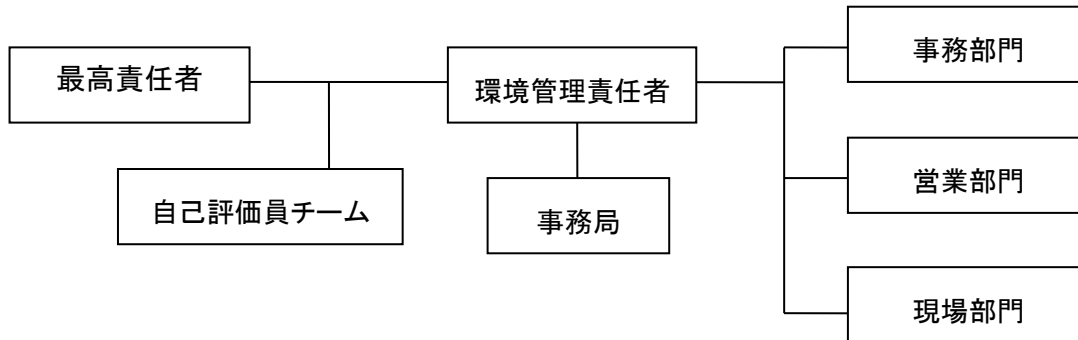 最高責任者
環境管理責任者
事務部門
営業部門
自己評価員チーム
事務局
現場部門